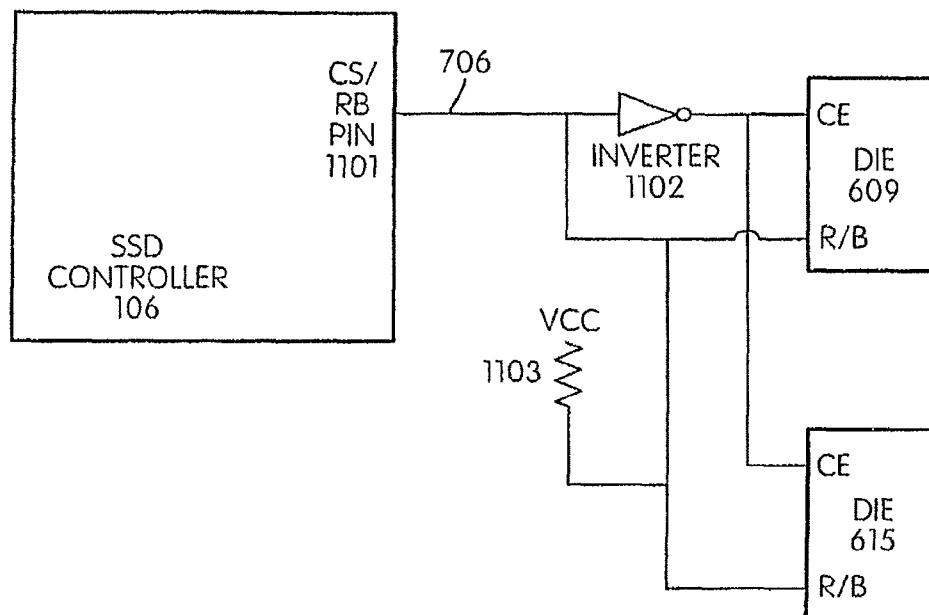 CS/
RB
PIN
1101
706
SSD
CONTROLLER
106
INVERTER
1102
CE
DIE
609
R/B
VCC
1103
CE
DIE
615
R/B